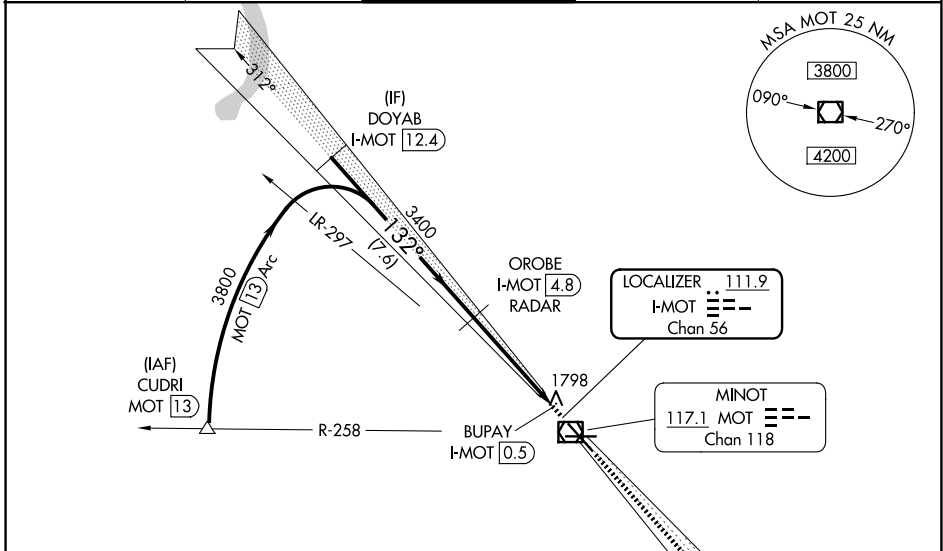 MSA MOT 25 NM
3800
090°
270°
4200
312°
(IF)
DOYAB
I-MOT 12.4
3400
132°
(7.6)
LR-297
3800
MOT 13 Arc
OROBE
I-MOT 4.8
RADAR
LOCALIZER 111.9
I-MOT
Chan 56
(IAF)
CUDRI
MOT 13
R-258
1798
BUPAY
I-MOT 0.5
MINOT
117.1 MOT
Chan 118